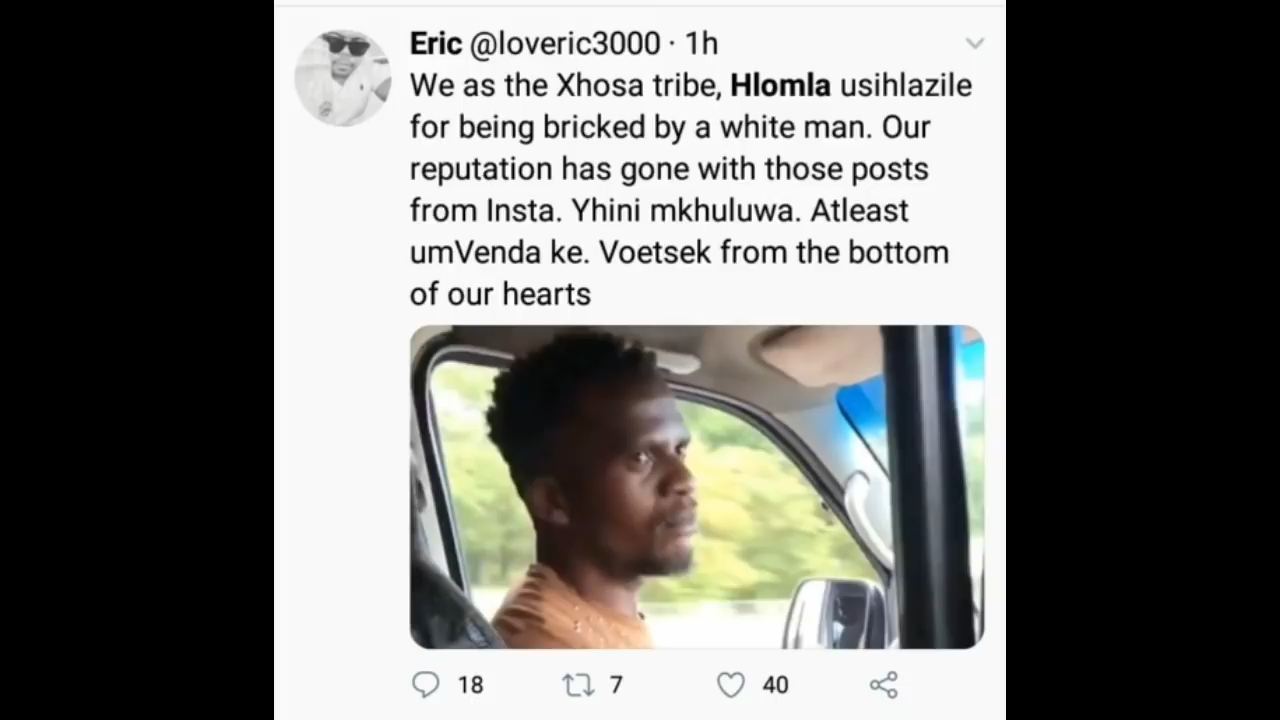 Eric @loveric3000 · 1h
We as the Xhosa tribe, Hlomla usihlazile
for being bricked by a white man. Our
reputation has gone with those posts
from Insta. Yhini mkhuluwa. Atleast
umVenda ke. Voetsek from the bottom
of our hearts
18 7 40